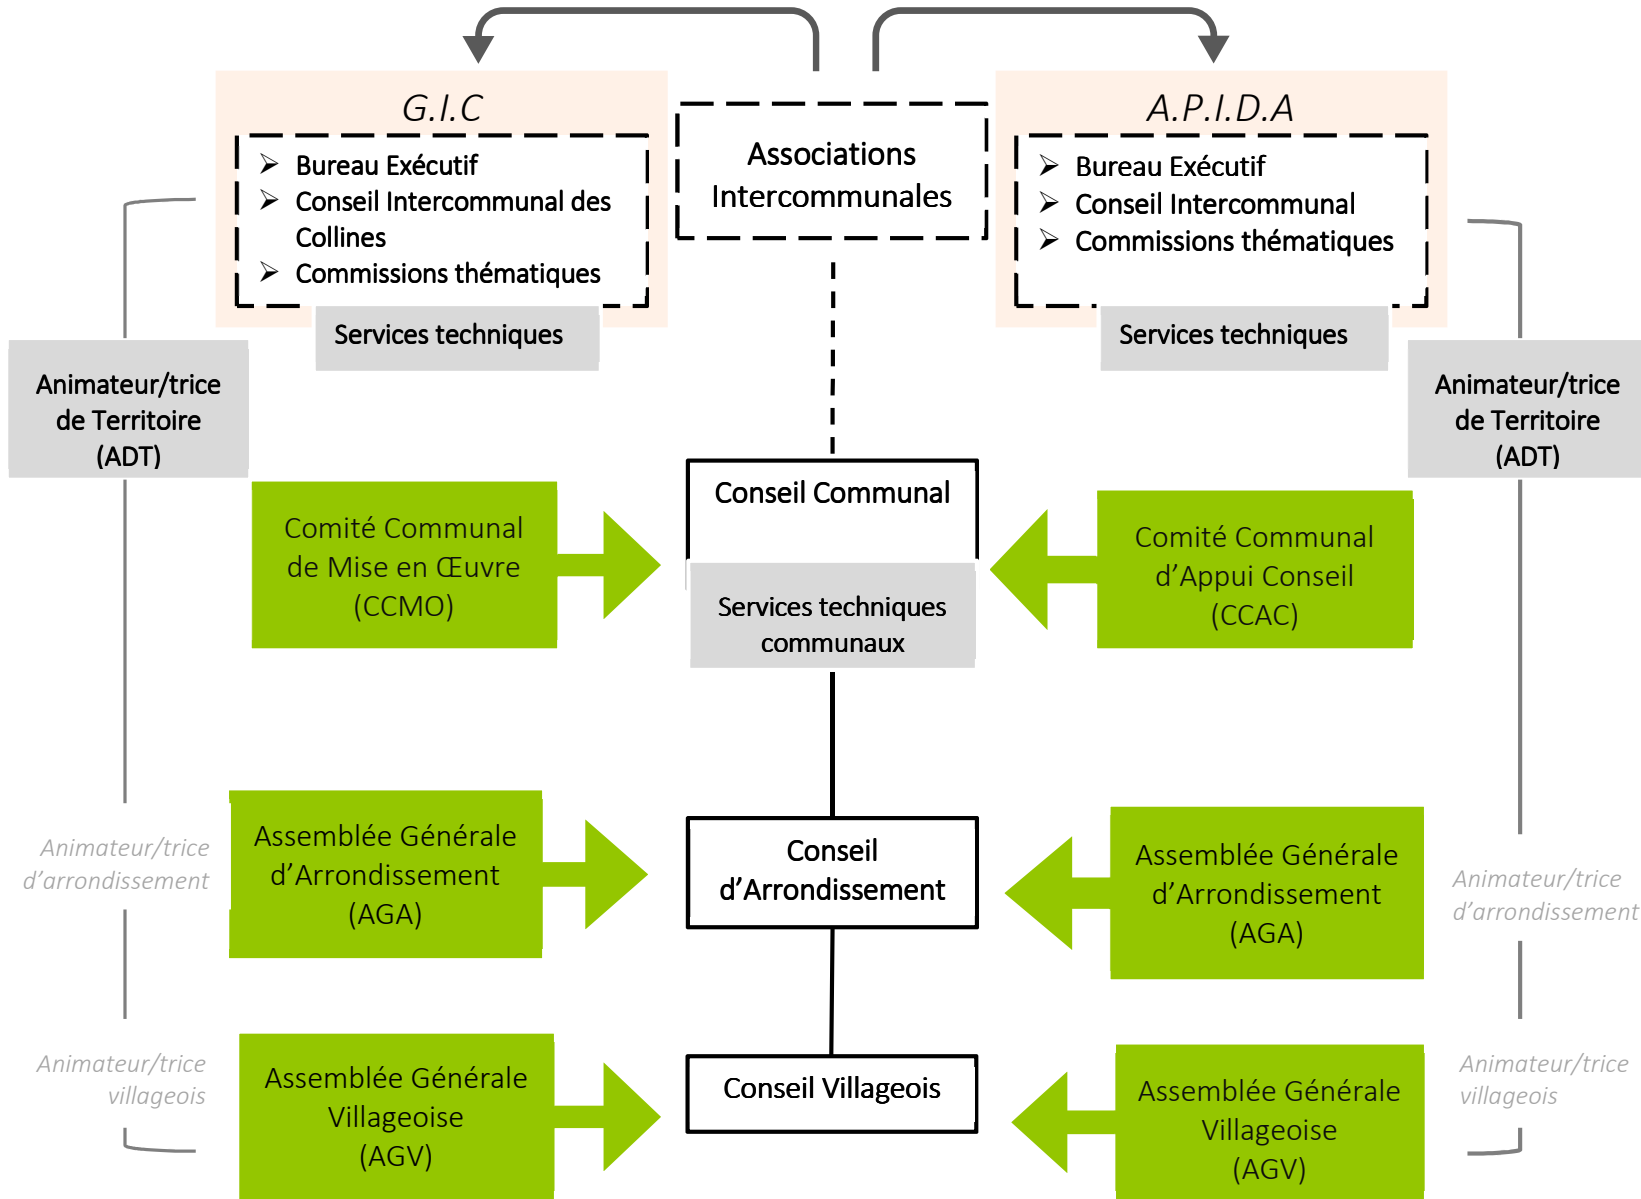 G.I.C
Bureau Exécutif
Conseil Intercommunal des
Collines
Commissions thématiques
Services techniques
Associations
Intercommunales
A.P.I.D.A
Bureau Exécutif
Conseil Intercommunal
Commissions thématiques
Services techniques
Animateur/trice
de Territoire
(ADT)
Animateur/trice
de Territoire
(ADT)
Comité Communal
de Mise en Œuvre
(CCMO)
Conseil Communal
Services techniques
communaux
Comité Communal
d’Appui Conseil
(CCAC)
Animateur/trice
d’arrondissement
Assemblée Générale
d’Arrondissement
(AGA)
Conseil
d’Arrondissement
Assemblée Générale
d’Arrondissement
(AGA)
Animateur/trice
d’arrondissement
Animateur/trice
villageois
Assemblée Générale
Villageoise
(AGV)
Conseil Villageois
Assemblée Générale
Villageoise
(AGV)
Animateur/trice
villageois